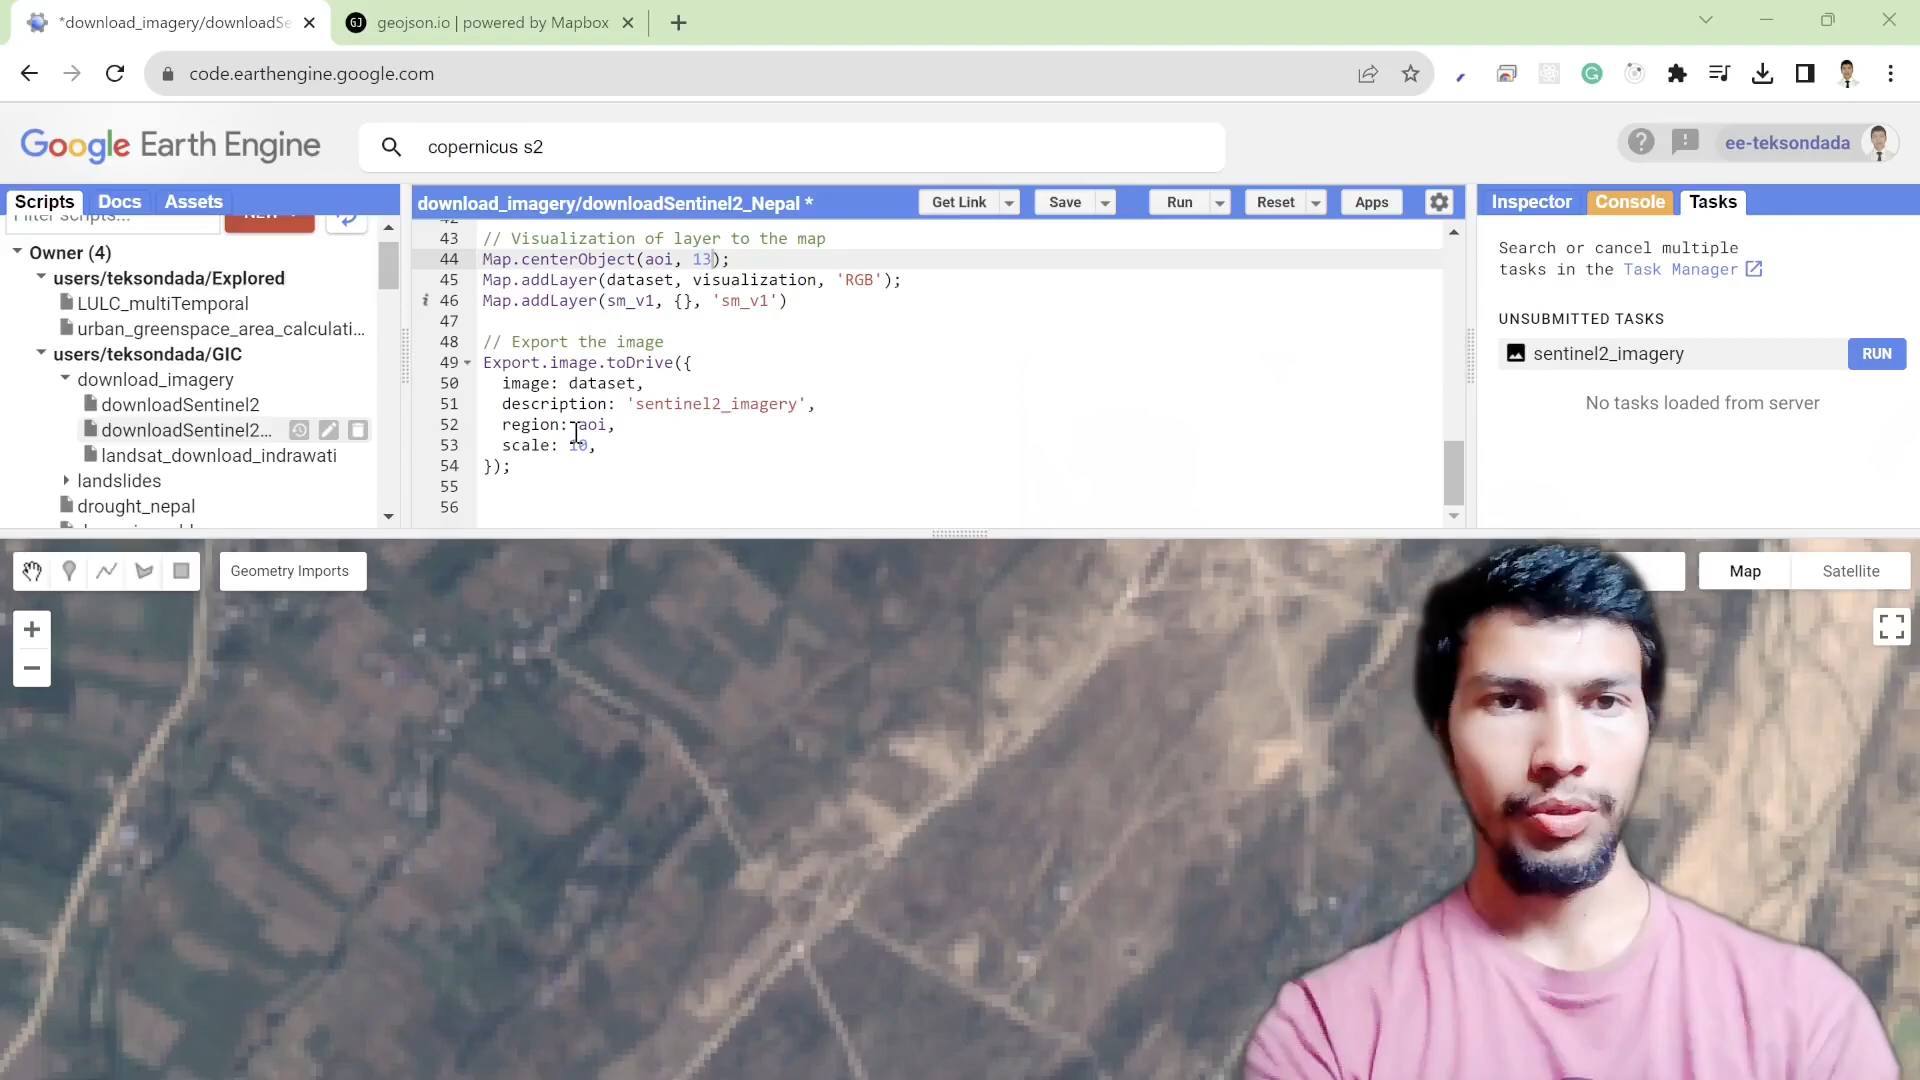 *download_imagery/downloadSe
GJ geojson.io | powered by Mapbox
code.earthengine.google.com
Google Earth Engine
copernicus s2
ee-teksondada
Scripts Docs Assets
download_imagery/downloadSentinel2_Nepal *
Get Link Save Run Reset Apps
Inspector Console Tasks
Filter scripts...
Owner (4)
users/teksondada/Explored
LULC_multiTemporal
urban_greenspace_area_calculati...
users/teksondada/GIC
download_imagery
downloadSentinel2
downloadSentinel2...
landsat_download_indrawati
landslides
drought_nepal
43 // Visualization of layer to the map
44 Map.centerObject(aoi, 13);
45 Map.addLayer(dataset, visualization, 'RGB');
i 46 Map.addLayer(sm_v1, {}, 'sm_v1')
47
48 // Export the image
49 Export.image.toDrive({
50 image: dataset,
51 description: 'sentinel2_imagery',
52 region: aoi,
53 scale: 10,
54 });
55
56
Search or cancel multiple
tasks in the Task Manager
UNSUBMITTED TASKS
sentinel2_imagery RUN
No tasks loaded from server
Geometry Imports
Map Satellite